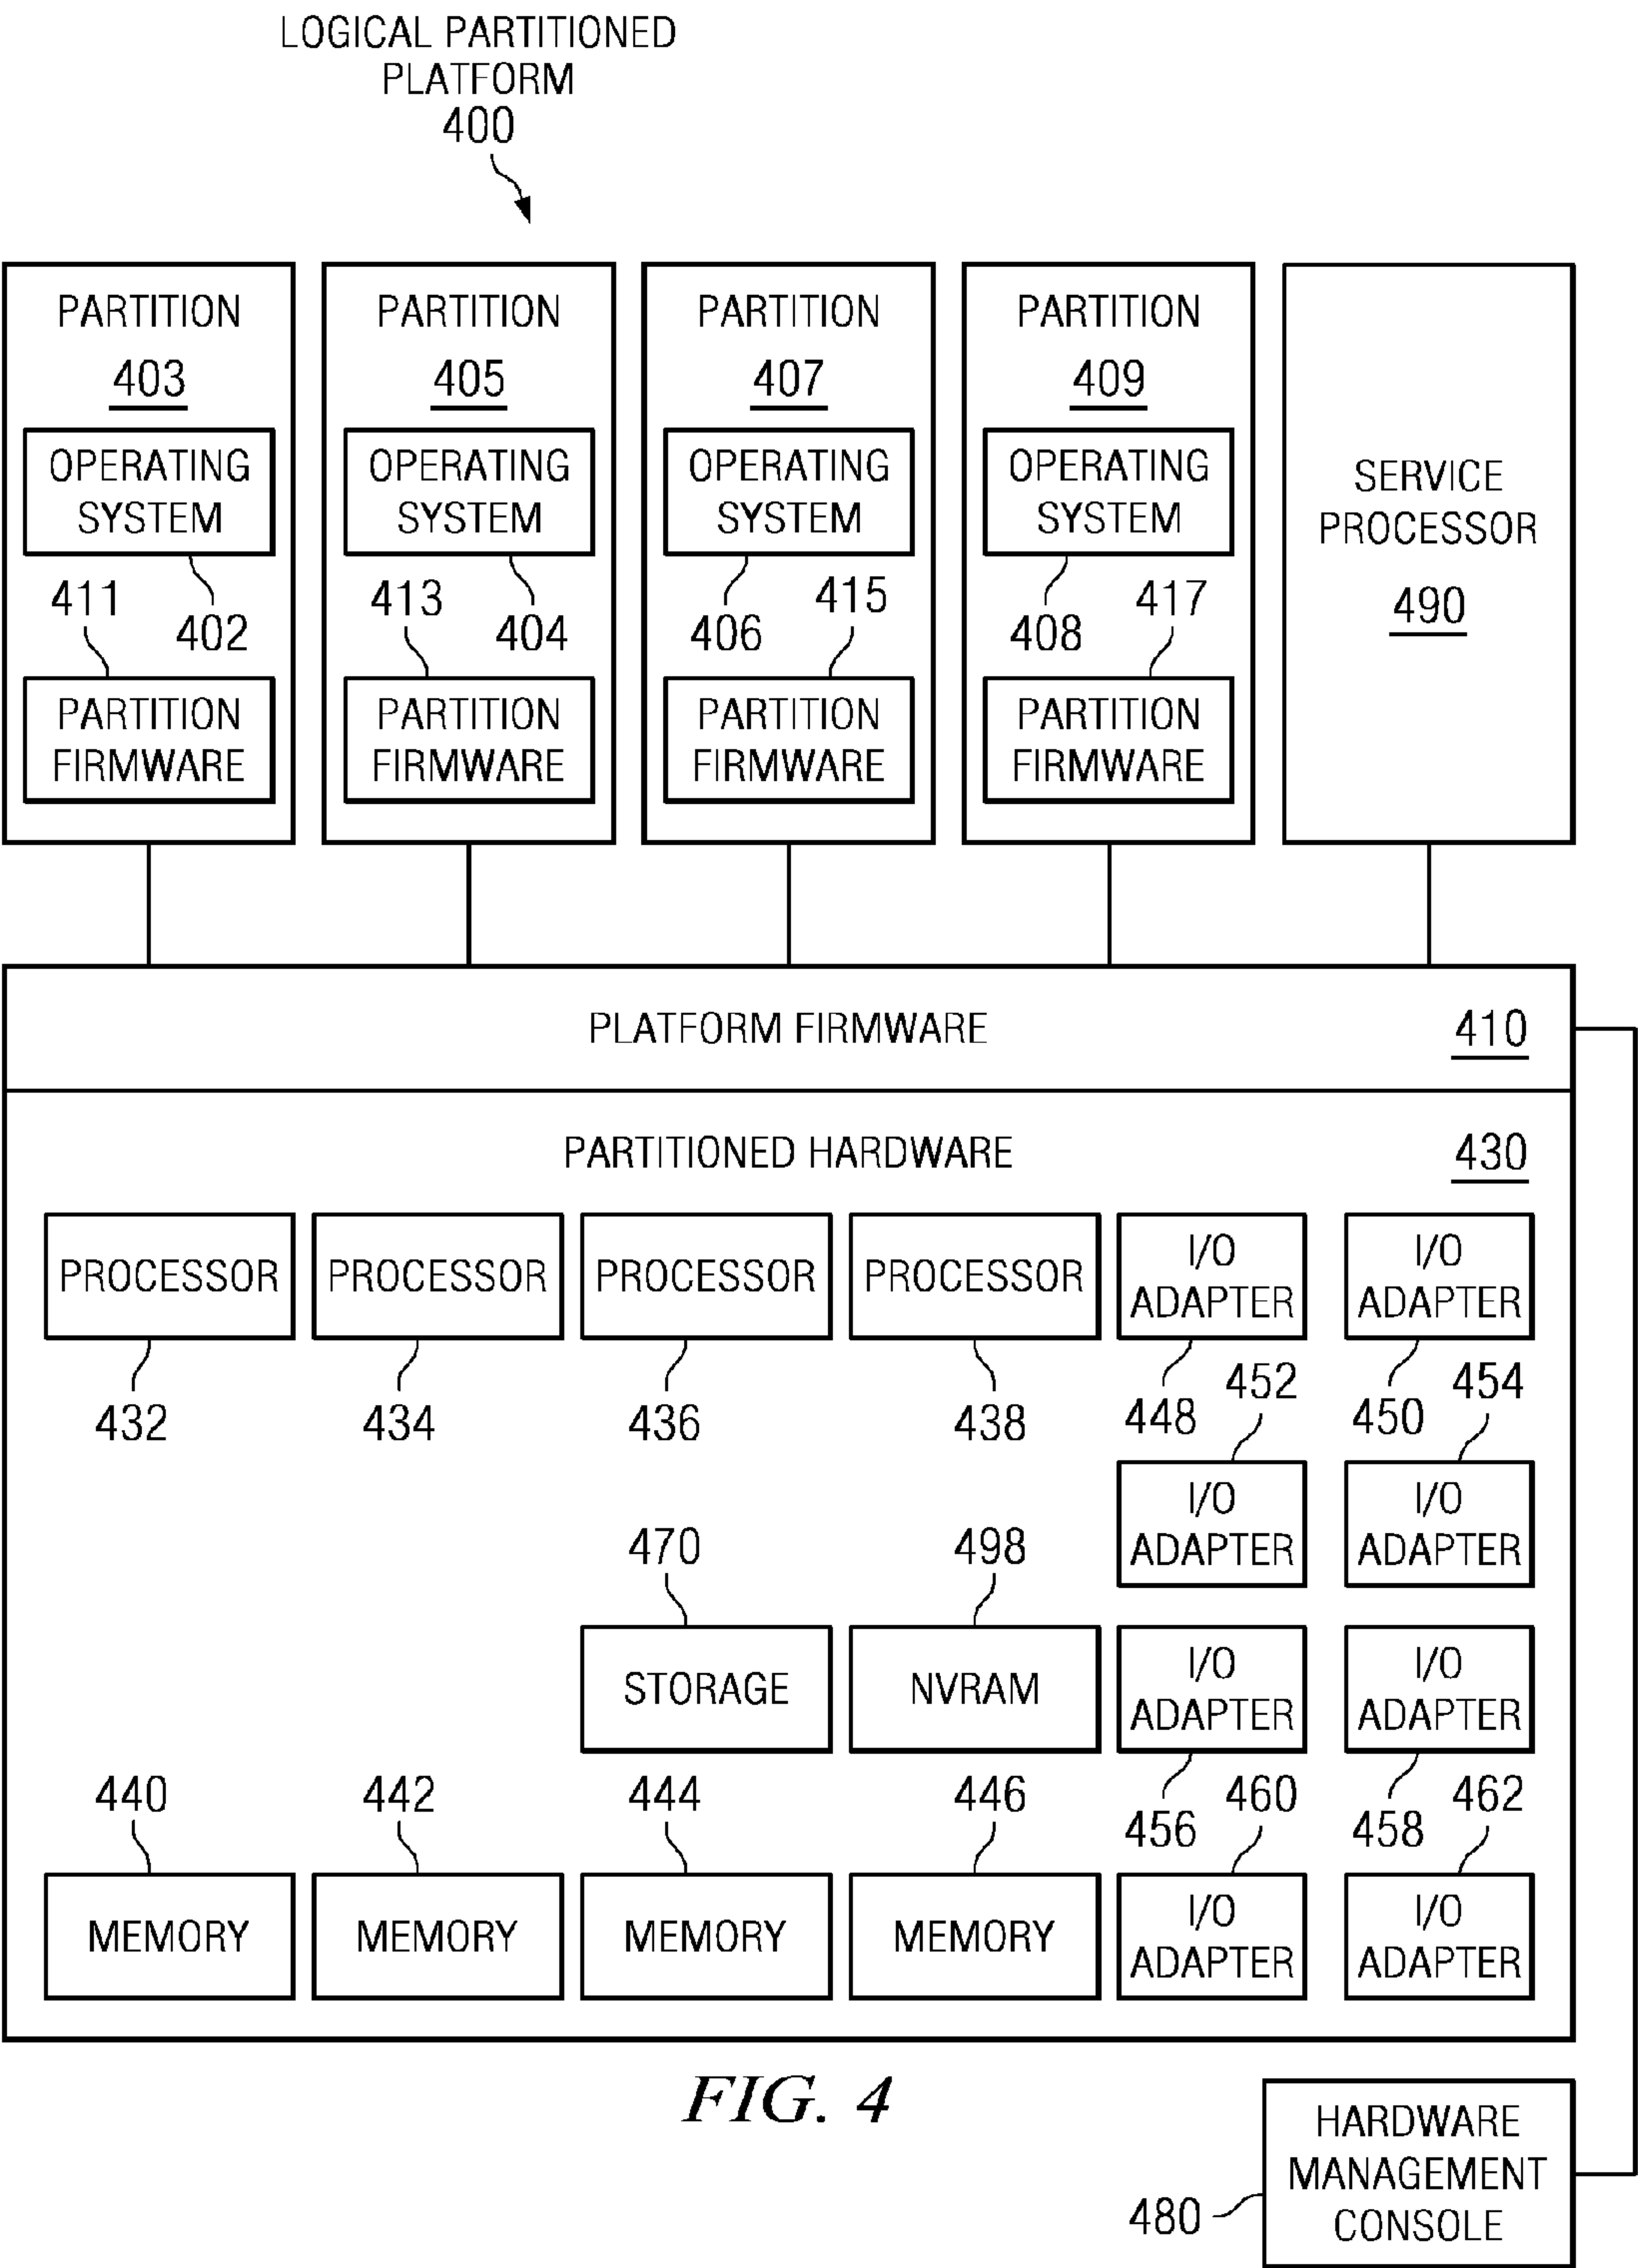 LOGICAL PARTITIONED
PLATFORM
400
PARTITION
403
OPERATING
SYSTEM
402
411
PARTITION
FIRMWARE
PARTITION
405
OPERATING
SYSTEM
404
413
PARTITION
FIRMWARE
PARTITION
407
OPERATING
SYSTEM
406
415
PARTITION
FIRMWARE
PARTITION
409
OPERATING
SYSTEM
408
417
PARTITION
FIRMWARE
SERVICE
PROCESSOR
490
PLATFORM FIRMWARE
410
PARTITIONED HARDWARE
430
PROCESSOR
432
PROCESSOR
434
PROCESSOR
436
PROCESSOR
438
I/O
ADAPTER
448
I/O
ADAPTER
450
452
I/O
ADAPTER
454
I/O
ADAPTER
470
STORAGE
498
NVRAM
I/O
ADAPTER
456
I/O
ADAPTER
458
440
MEMORY
442
MEMORY
444
MEMORY
446
MEMORY
460
I/O
ADAPTER
462
I/O
ADAPTER
FIG. 4
HARDWARE
MANAGEMENT
CONSOLE
480